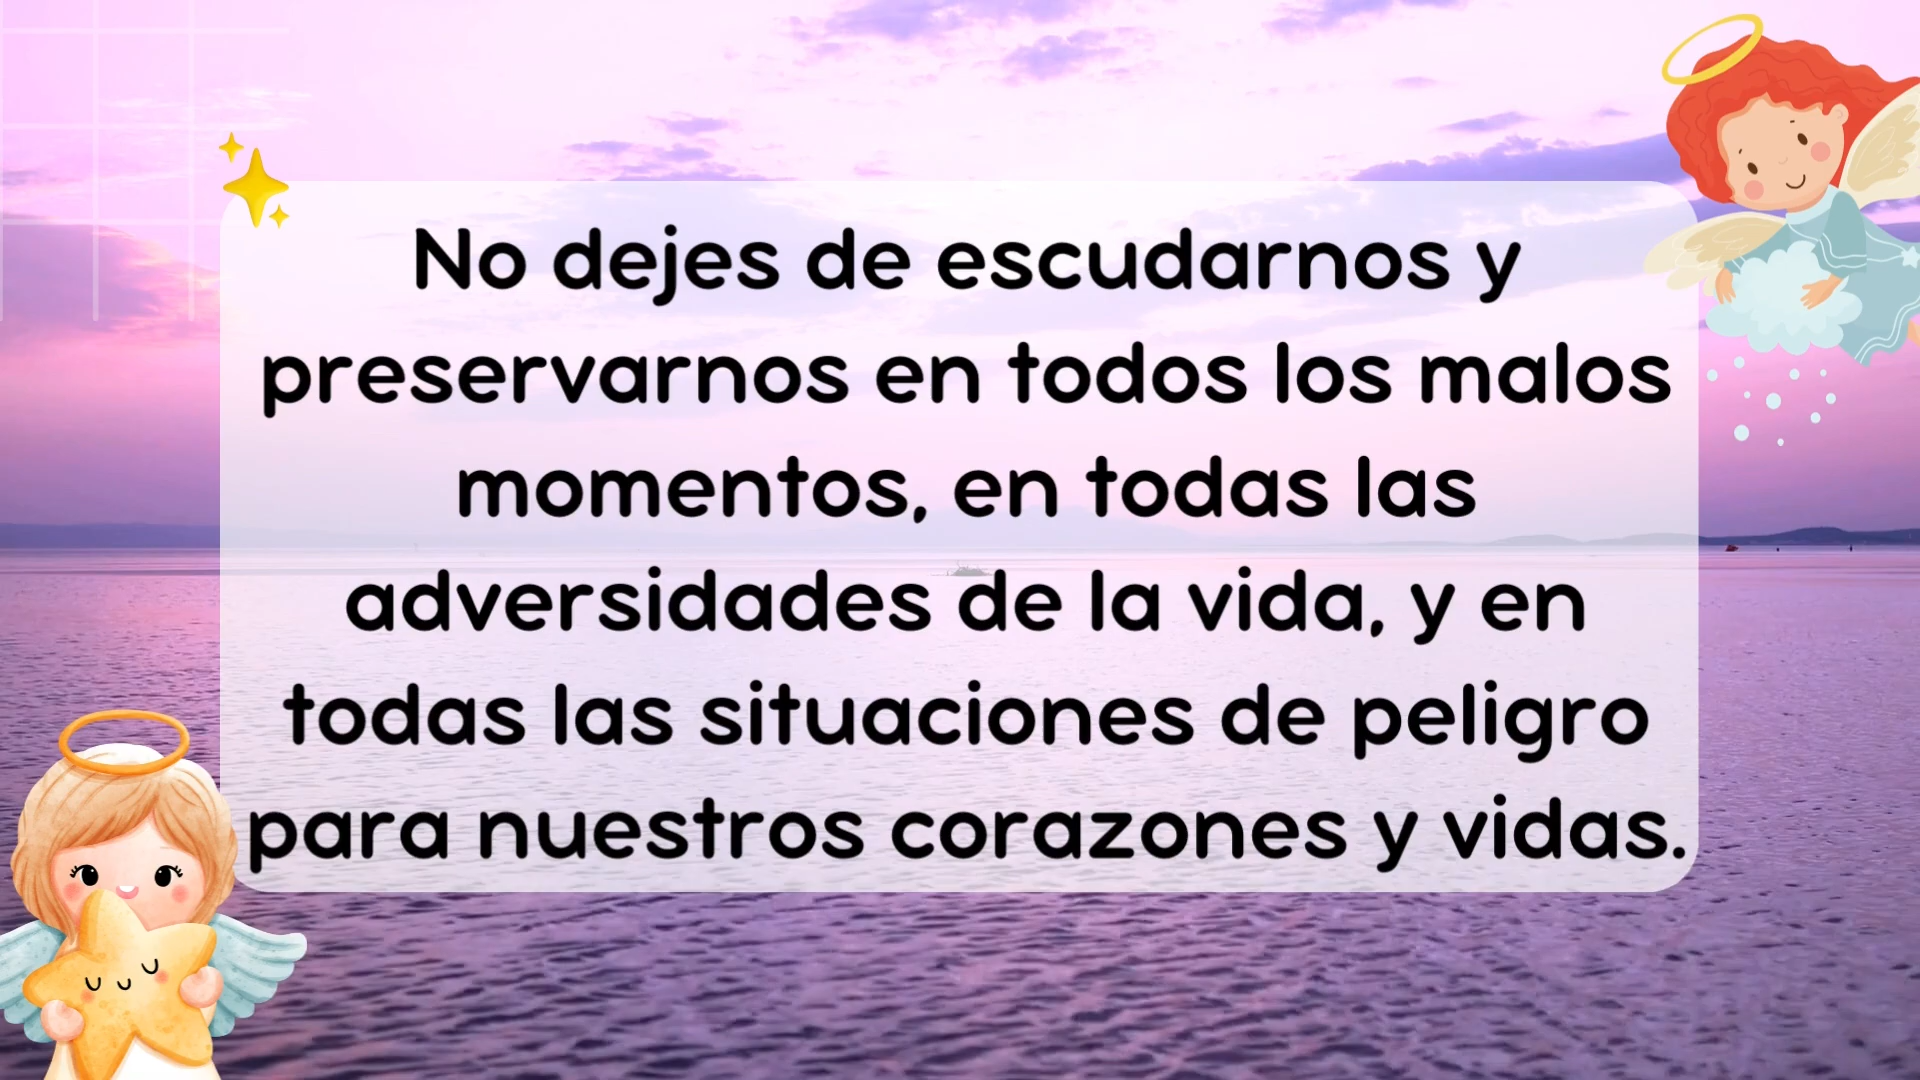 No dejes de escudarnos y
preservarnos en todos los malos
momentos, en todas las
adversidades de la vida, y en
todas las situaciones de peligro
para nuestros corazones y vidas.